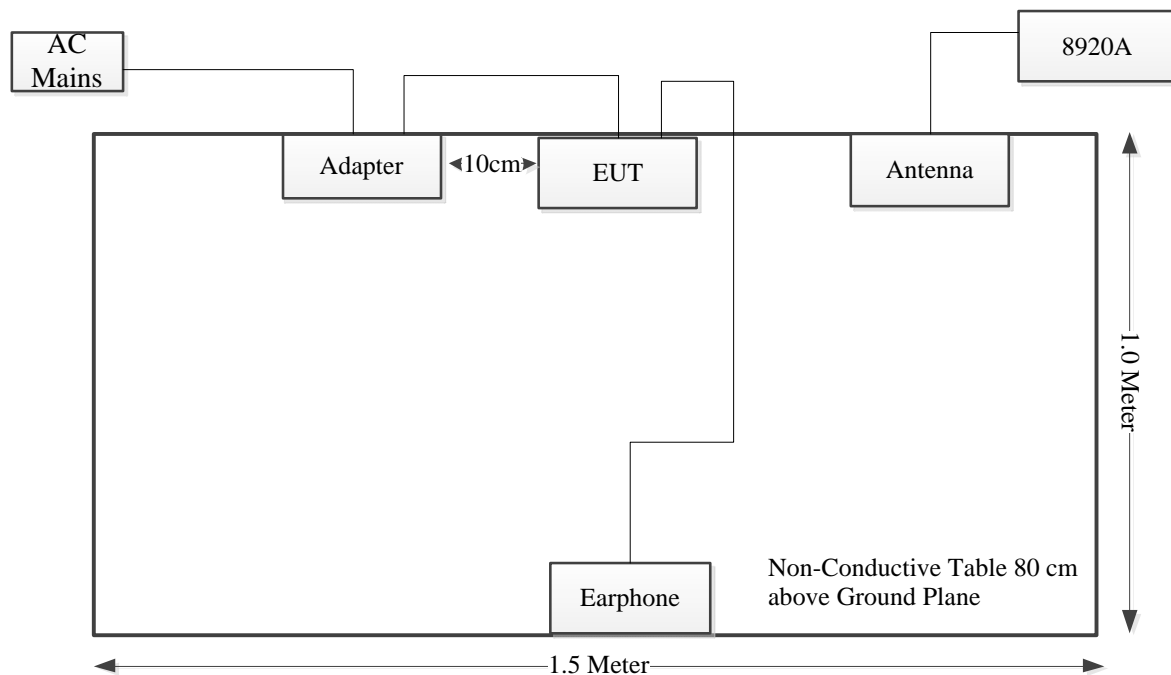 AC
Mains
8920A
Adapter
10cm
EUT
Antenna
1.0 Meter
Earphone
Non-Conductive Table 80 cm
above Ground Plane
1.5 Meter